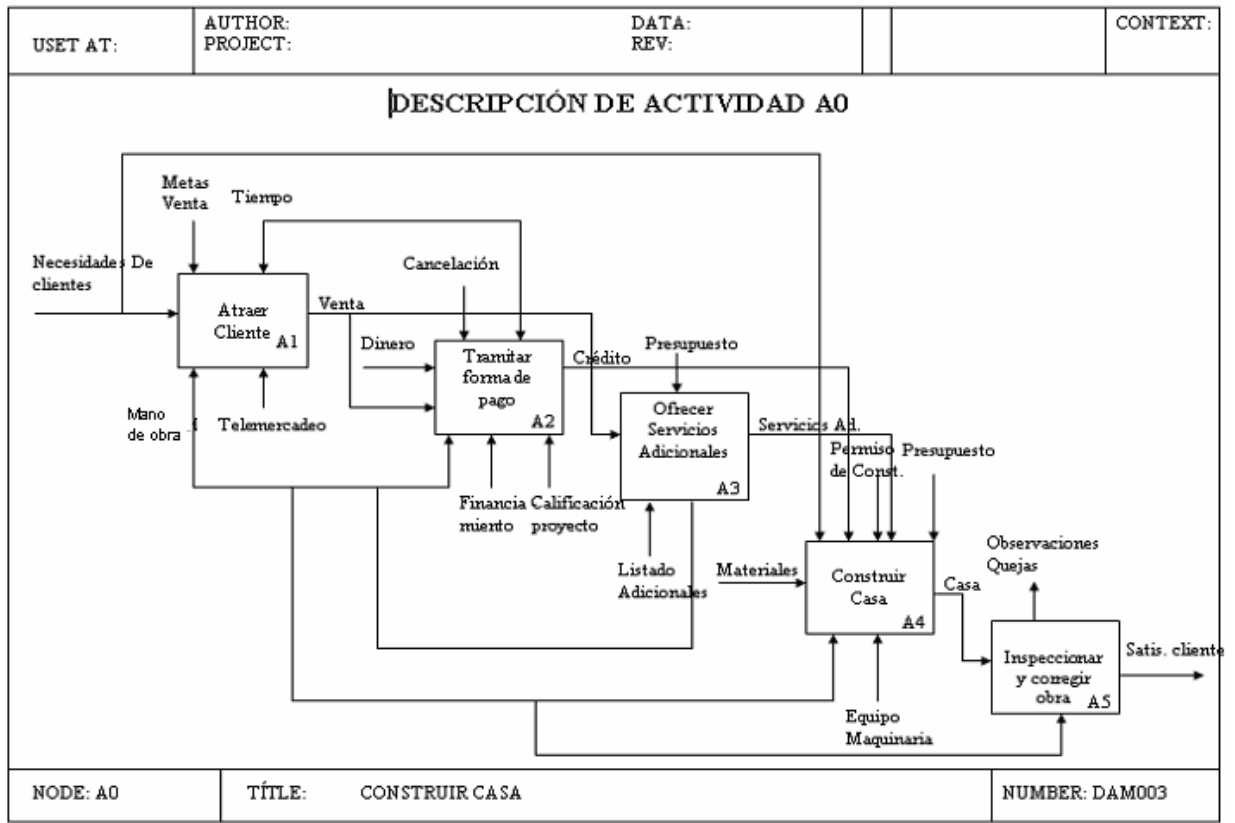 USET AT:
AUTHOR:
PROJECT:
DATA:
REV:
CONTEXT:
DESCRIPCIÓN DE ACTIVIDAD A0
Metas
Venta
Tiempo
Necesidades De
clientes
Cancelación
Atraer
Cliente
A1
Venta
Dinero
Tramitar
forma de
pago
A2
Crédito
Presupuesto
Mano
de obra
Telemercadeo
Ofrecer
Servicios
Adicionales
A3
Servicios Ad.
Permiso
de Const.
Presupuesto
Financia
miento
Calificación
proyecto
Listado
Adicionales
Materiales
Construir
Casa
A4
Casa
Observaciones
Quejas
Inspeccionar
y corregir
obra
A5
Satis. cliente
Equipo
Maquinaria
NODE: A0
TÍTLE:
CONSTRUIR CASA
NUMBER: DAM003